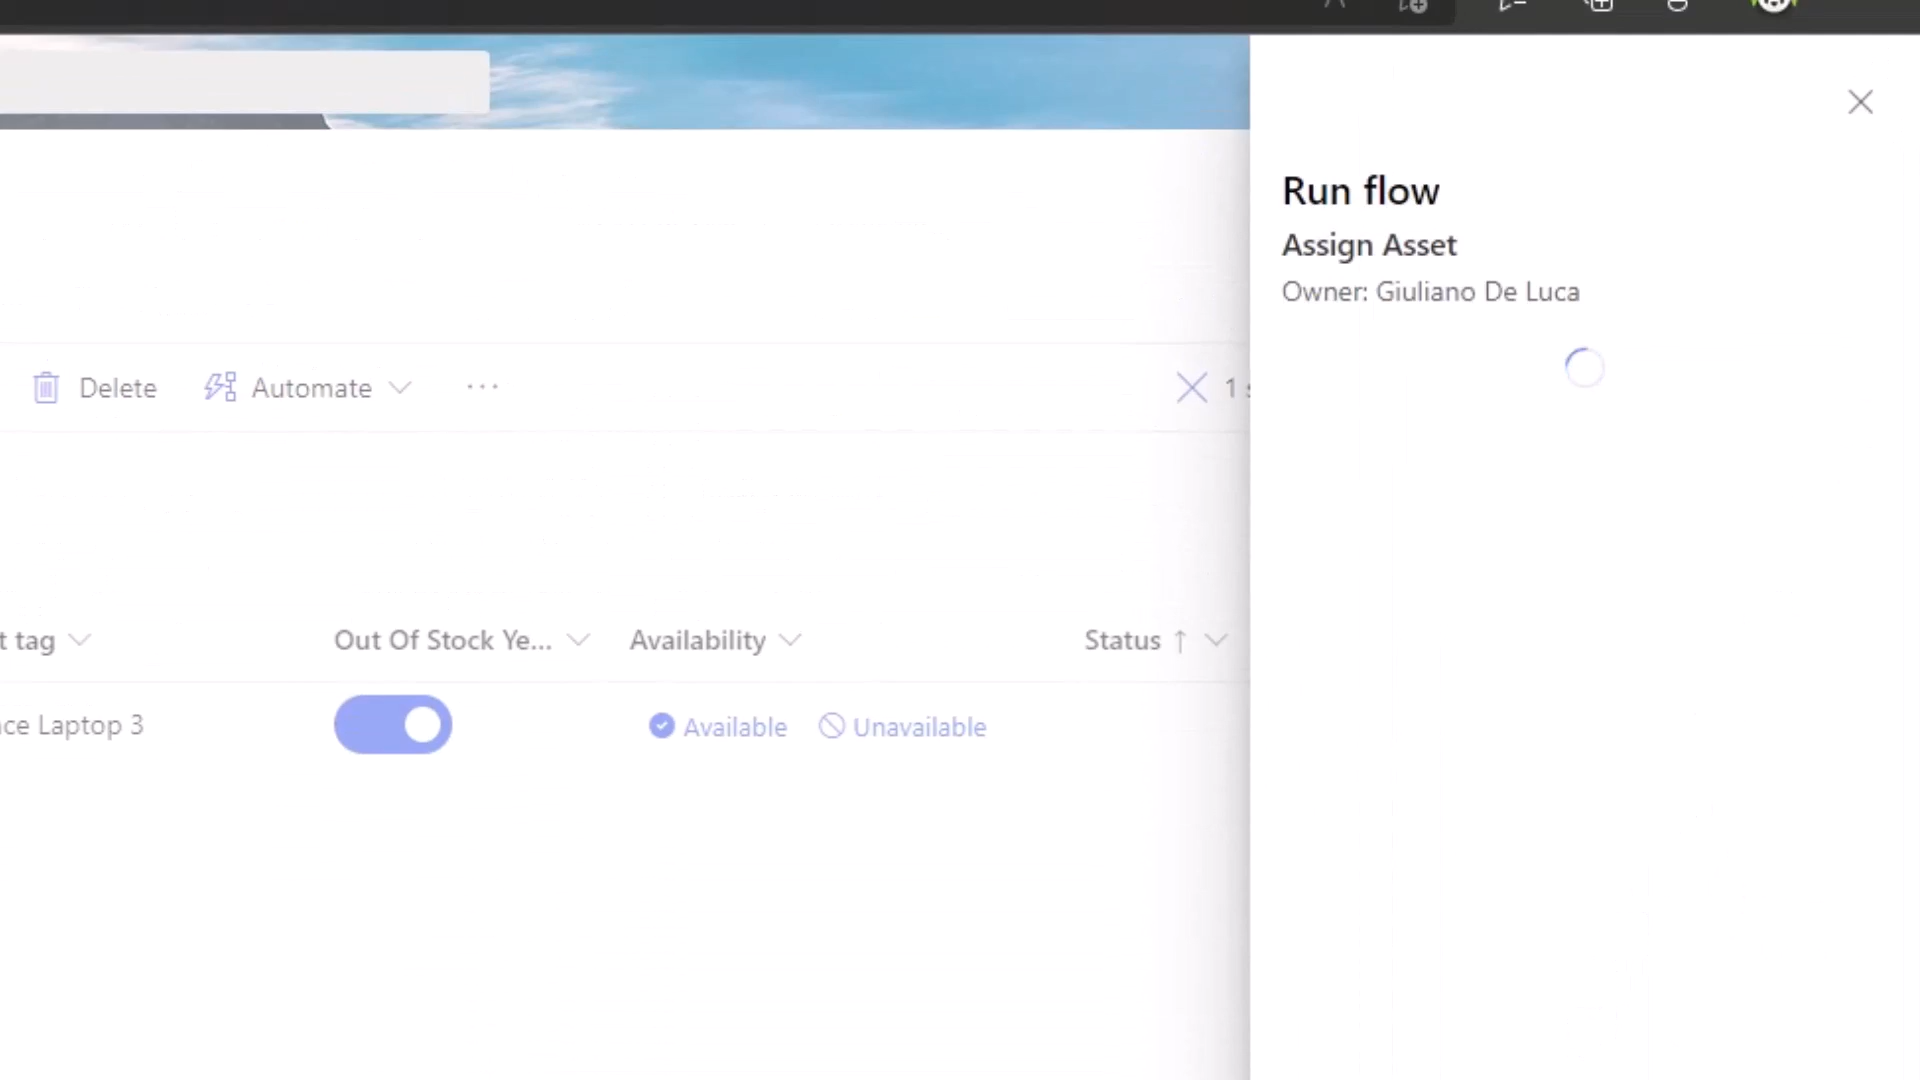 Run flow
Assign Asset
Owner: Giuliano De Luca
Delete Automate ··· 1
tag Out Of Stock Ye... Availability Status
Laptop 3 Available Unavailable